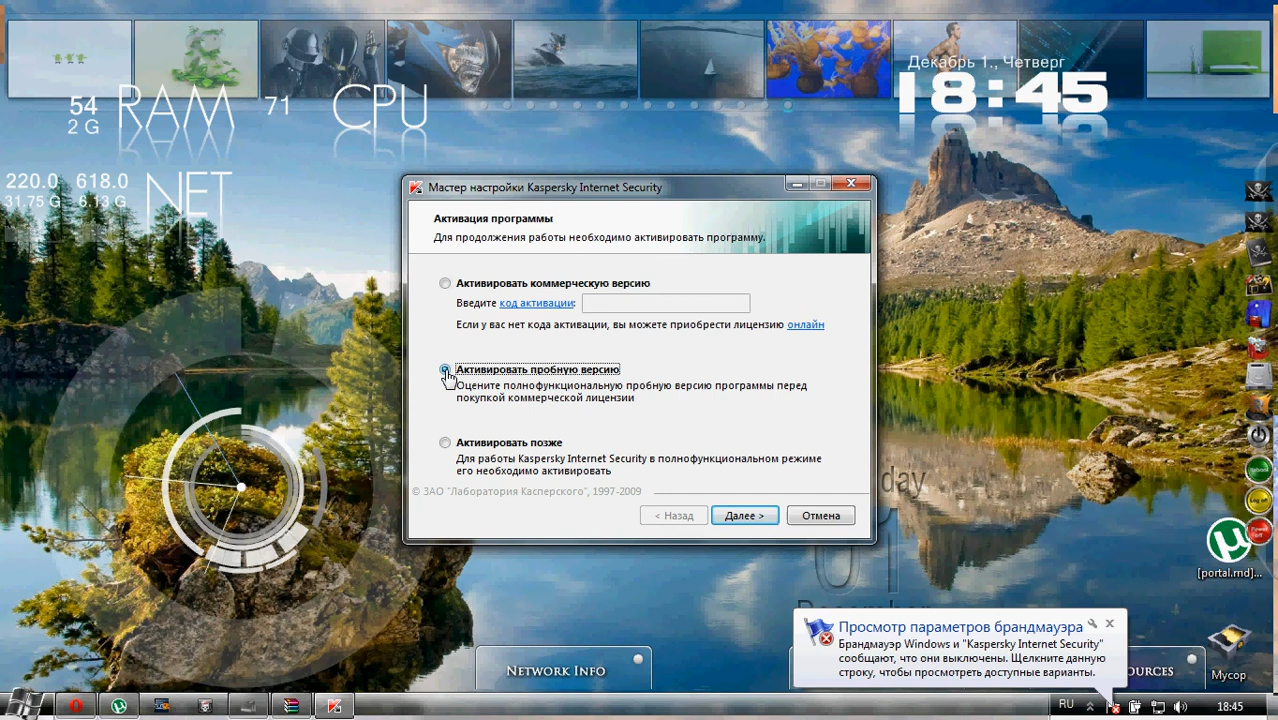 Декабрь 1., Четверг
18:45
54
2 G
RAM
71
CPU
220.0
618.0
31.75 G
6.13 G
NET
Мастер настройки Kaspersky Internet Security
Активация программы
Для продолжения работы необходимо активировать программу.
Активировать коммерческую версию
Введите код активации:
Если у вас нет кода активации, вы можете приобрести лицензию онлайн
Активировать пробную версию
Оцените полнофункциональную пробную версию программы перед
покупкой коммерческой лицензии
Активировать позже
Для работы Kaspersky Internet Security в полнофункциональном режиме
его необходимо активировать
© ЗАО "Лаборатория Касперского", 1997-2009
< Назад
Далее >
Отмена
day
01
[portal.md]...
Просмотр параметров брандмауэра
Брандмауэр Windows и "Kaspersky Internet Security"
сообщают, что они выключены. Щелкните данную
строку, чтобы просмотреть доступные варианты.
NETWORK INFO
OURCES
Мусор
RU
18:45